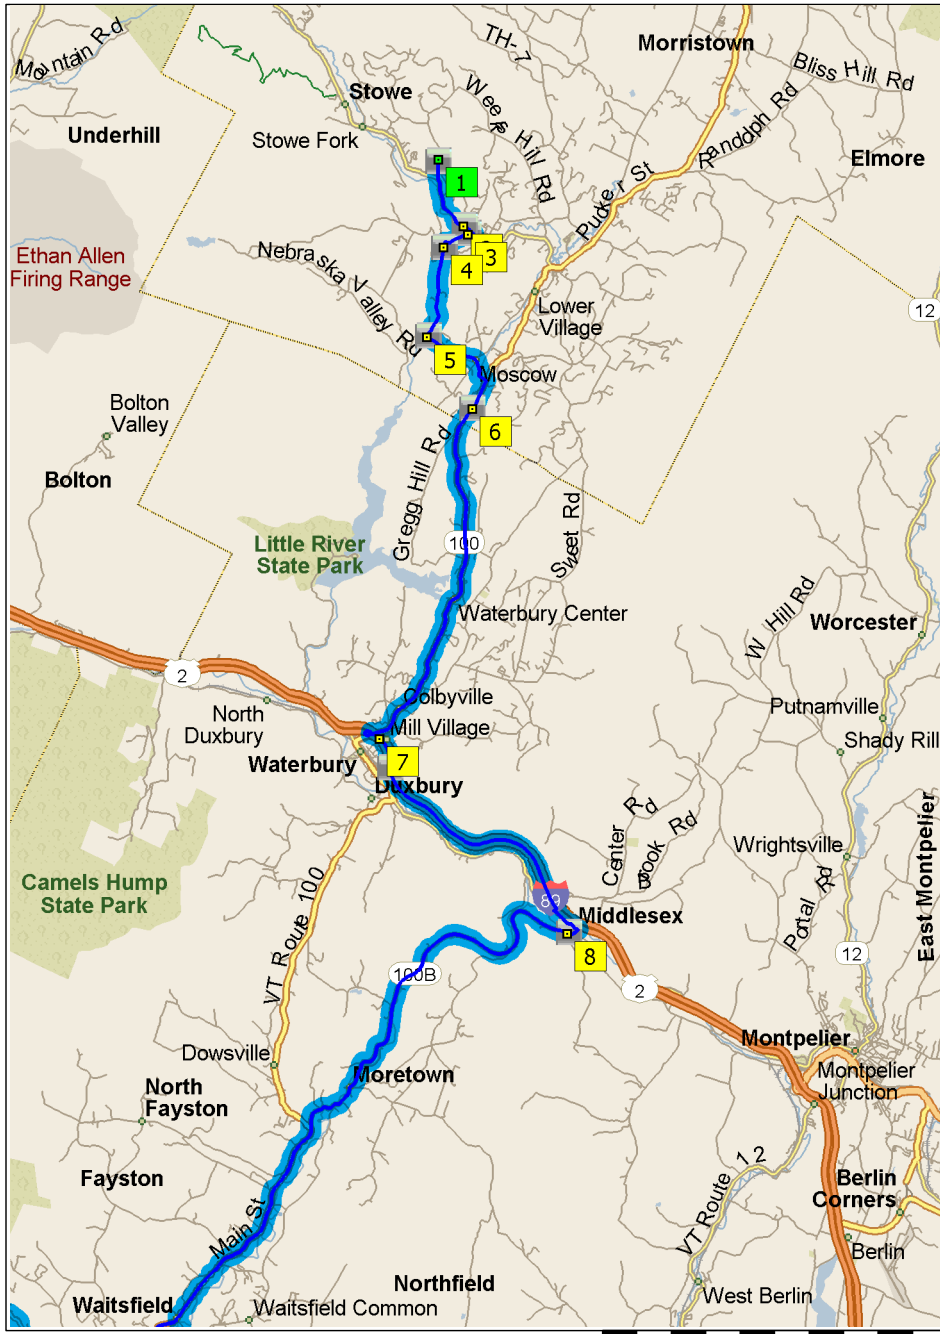 Mountain Rd
TH-7
Morristown
Bliss Hill Rd
Stowe
Weeks Hill Rd
Randolph Rd
Underhill
Stowe Fork
Elmore
1
Pucker St
Ethan Allen
Firing Range
Nebraska Valley Rd
3
4
Lower
Village
12
5
Moscow
Bolton
Valley
6
Bolton
Gregg Hill Rd
Sweet Rd
Little River
State Park
100
Waterbury Center
W Hill Rd
Worcester
2
Colbyville
North
Duxbury
Mill Village
Putnamville
Shady Rill
Waterbury
7
Duxbury
Center Rd
Brook Rd
Wrightsville
East Montpelier
Camels Hump
State Park
VT Route 100
89
Middlesex
Portal Rd
8
12
100B
2
Montpelier
Dowsville
Moretown
Montpelier
Junction
North
Fayston
VT Route 12
Fayston
Berlin
Corners
Main St
Berlin
Northfield
West Berlin
Waitsfield
Waitsfield Common